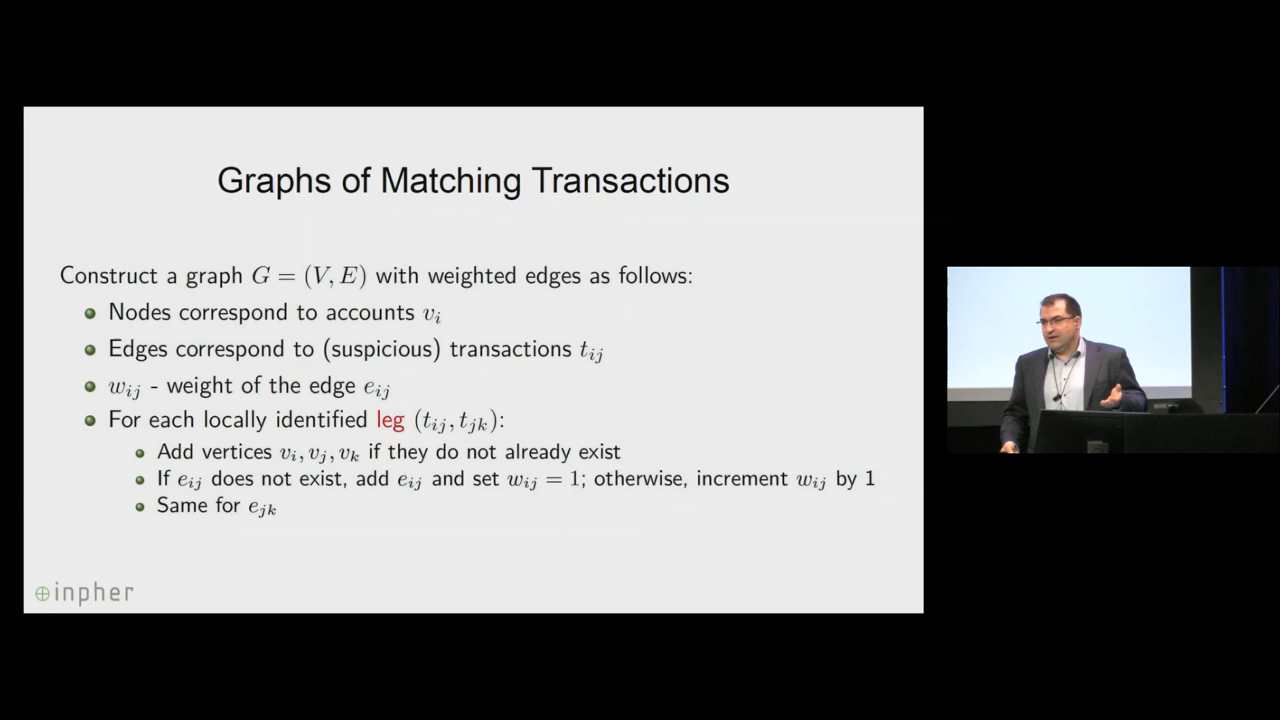 Graphs of Matching Transactions
Construct a graph G = (V, E) with weighted edges as follows:
Nodes correspond to accounts v_i
Edges correspond to (suspicious) transactions t_ij
w_ij - weight of the edge e_ij
For each locally identified leg (t_ij, t_jk):
Add vertices v_i, v_j, v_k if they do not already exist
If e_ij does not exist, add e_ij and set w_ij = 1; otherwise, increment w_ij by 1
Same for e_jk
inpher